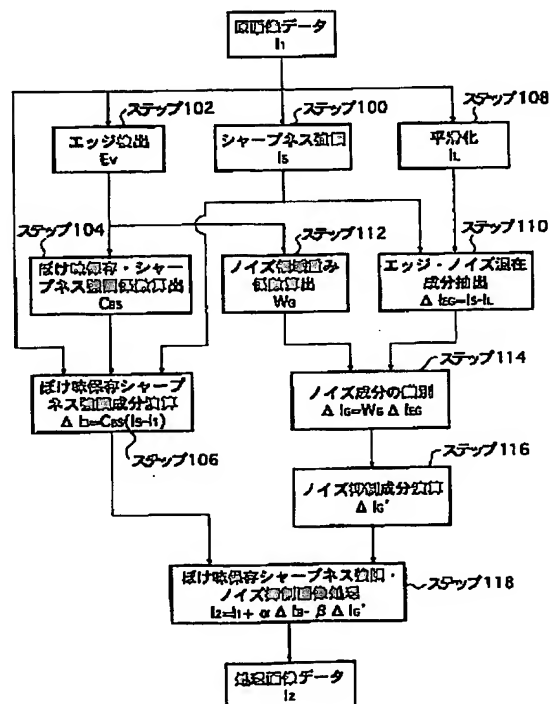 原画像データ
I₁
ステップ102
ステップ100
ステップ108
エッジ検出
Ev
シャープネス強調
Is
平滑化
IL
ステップ104
ステップ112
ステップ110
ぼけ味保存・シャー
プネス強調係数算出
CBS
ノイズ領域重み
係数算出
WG
エッジ・ノイズ混在
成分抽出
Δ IEG=IS-IL
ステップ114
ぼけ味保存シャープ
ネス強調成分演算
Δ IS=CBS(IS-I1)
ノイズ成分の識別
Δ IG=WG Δ IEG
ステップ106
ステップ116
ノイズ抑制成分演算
Δ IG'
ぼけ味保存シャープネス強調・
ノイズ抑制画像処理
I2=I1+ α Δ IS- β Δ IG'
ステップ118
処理画像データ
I2